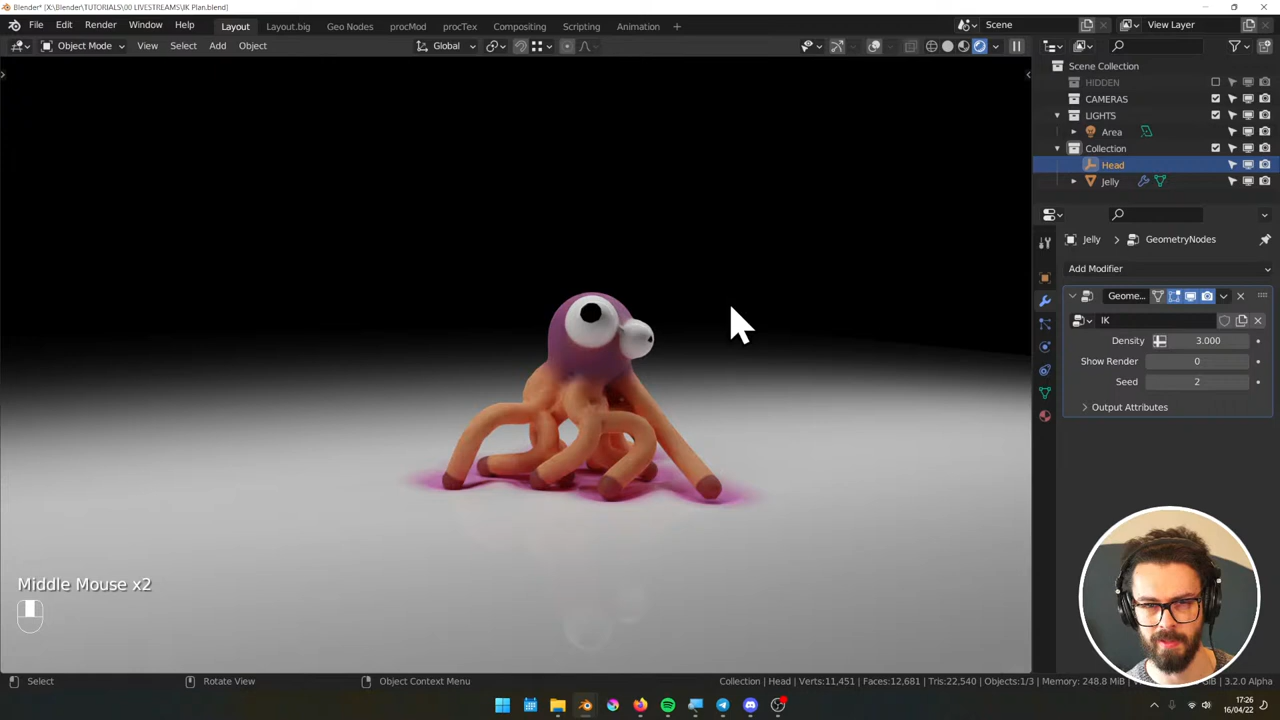 Blender* [X:\Blender\TUTORIALS\00 LIVESTREAMS\IK Plan.blend]
File Edit Render Window Help Layout Layout.big Geo Nodes procMod procTex Compositing Scripting Animation + Scene View Layer
Object Mode View Select Add Object Global
Scene Collection
HIDDEN
CAMERAS
LIGHTS
Area
Collection
Head
Jelly
Jelly > GeometryNodes
Add Modifier
Geome...
IK
Density 3.000
Show Render 0
Seed 2
Output Attributes
Middle Mouse x2
Select Rotate View Object Context Menu Collection | Head | Verts:11,451 | Faces:12,681 | Tris:22,540 | Objects:1/3 | Memory: 248.8 MiB 3.2.0 Alpha
17:26
16/04/22